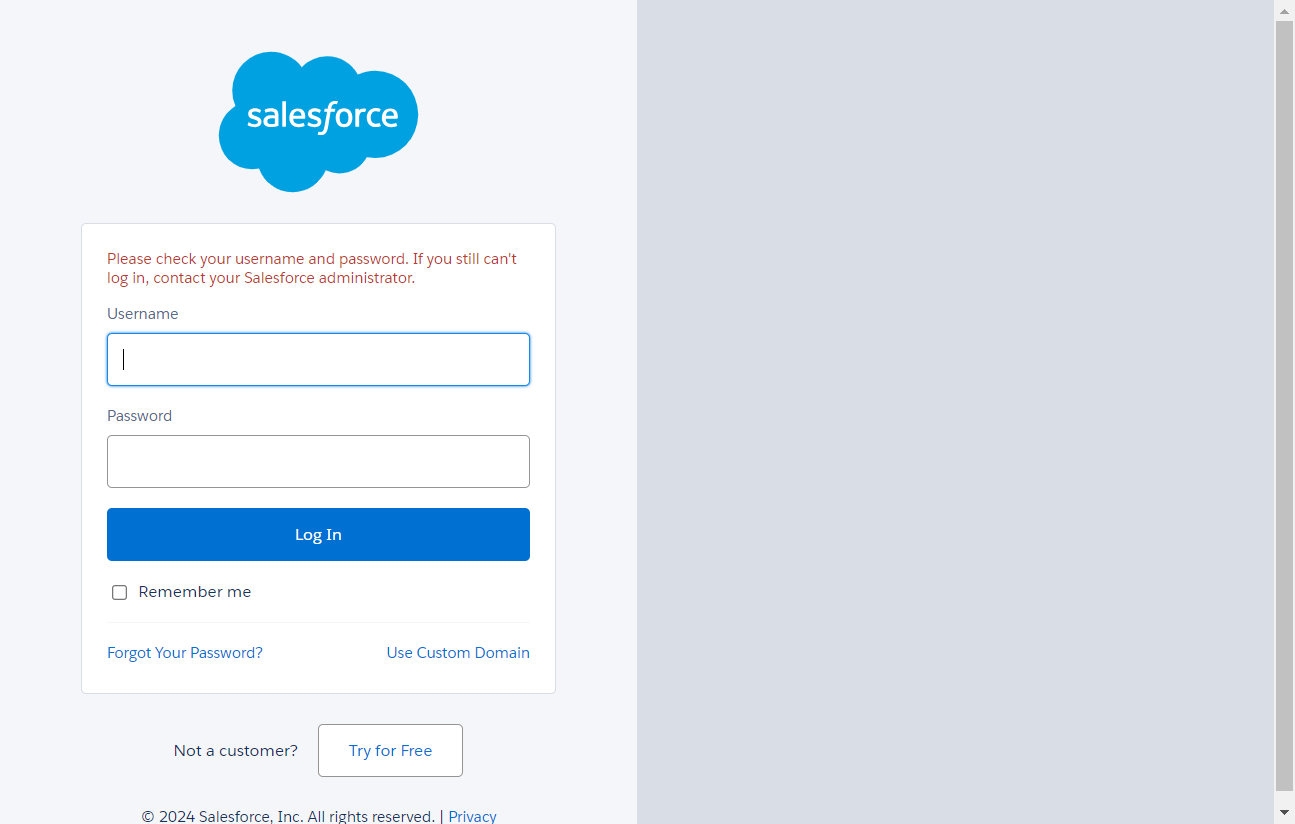 salesforce
Please check your username and password. If you still can't
log in, contact your Salesforce administrator.
Username
Password
Log In
Remember me
Forgot Your Password? Use Custom Domain
Not a customer? Try for Free
© 2024 Salesforce, Inc. All rights reserved. | Privacy